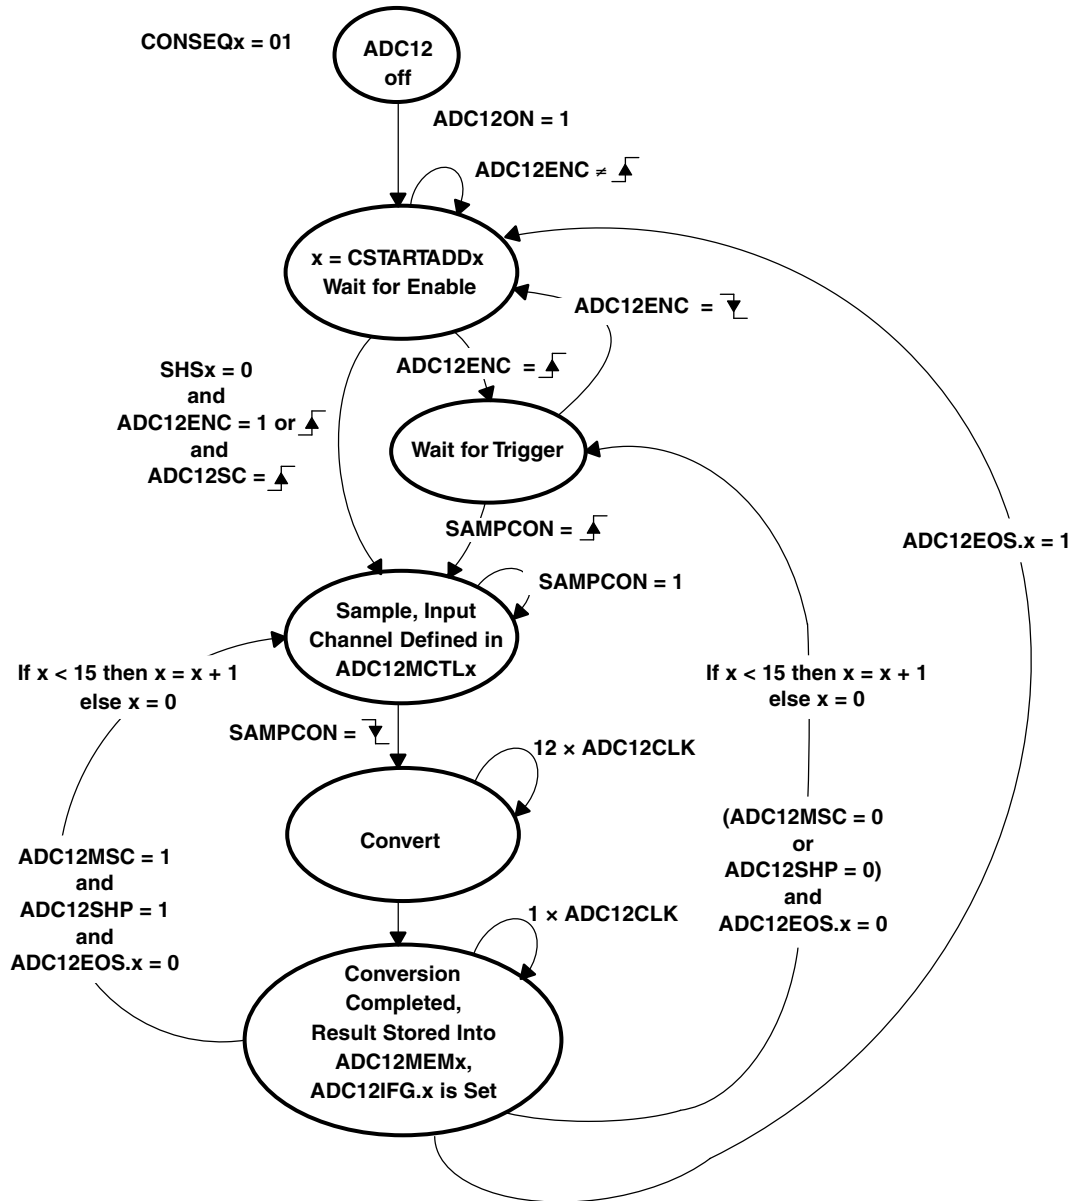 CONSEQx = 01
ADC12
off
ADC12ON = 1
ADC12ENC ≠
x = CSTARTADDx
Wait for Enable
ADC12ENC =
SHSx = 0
and
ADC12ENC = 1 or
and
ADC12SC =
ADC12ENC =
Wait for Trigger
SAMPCON =
ADC12EOS.x = 1
SAMPCON = 1
Sample, Input
Channel Defined in
ADC12MCTLx
If x < 15 then x = x + 1
else x = 0
If x < 15 then x = x + 1
else x = 0
SAMPCON =
12 × ADC12CLK
Convert
(ADC12MSC = 0
or
ADC12SHP = 0)
and
ADC12EOS.x = 0
ADC12MSC = 1
and
ADC12SHP = 1
and
ADC12EOS.x = 0
1 × ADC12CLK
Conversion
Completed,
Result Stored Into
ADC12MEMx,
ADC12IFG.x is Set